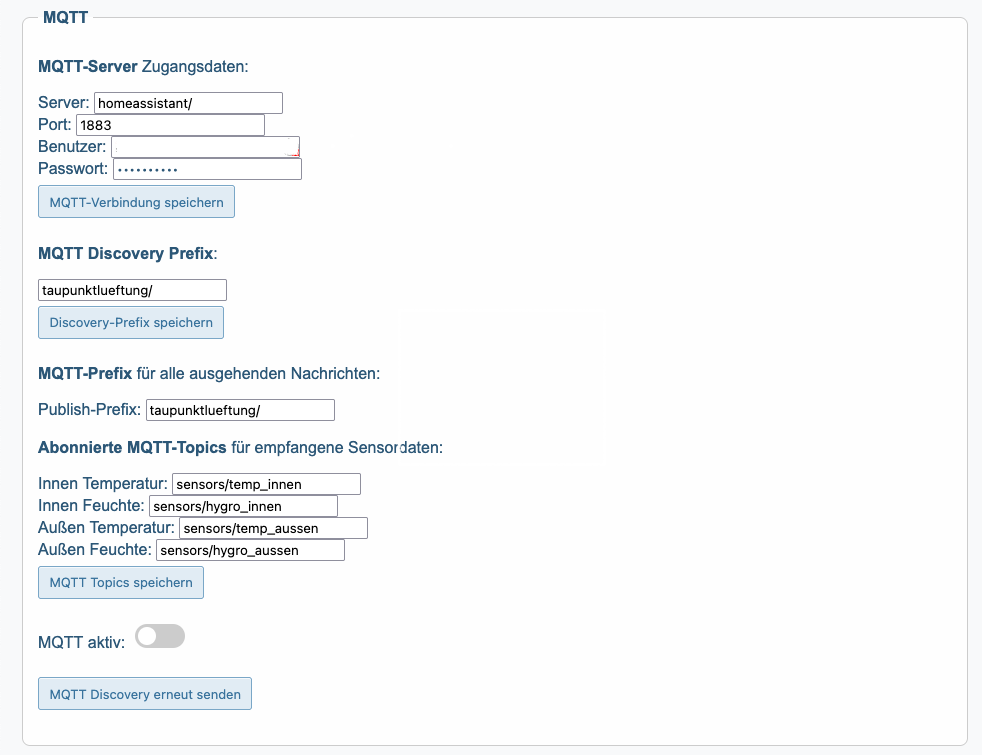 MQTT
MQTT-Server Zugangsdaten:
Server: homeassistant/
Port: 1883
Benutzer:
Passwort: ••••••••••
MQTT-Verbindung speichern
MQTT Discovery Prefix:
taupunktlueftung/
Discovery-Prefix speichern
MQTT-Prefix für alle ausgehenden Nachrichten:
Publish-Prefix: taupunktlueftung/
Abonnierte MQTT-Topics für empfangene Sensordaten:
Innen Temperatur: sensors/temp_innen
Innen Feuchte: sensors/hygro_innen
Außen Temperatur: sensors/temp_aussen
Außen Feuchte: sensors/hygro_aussen
MQTT Topics speichern
MQTT aktiv:
MQTT Discovery erneut senden